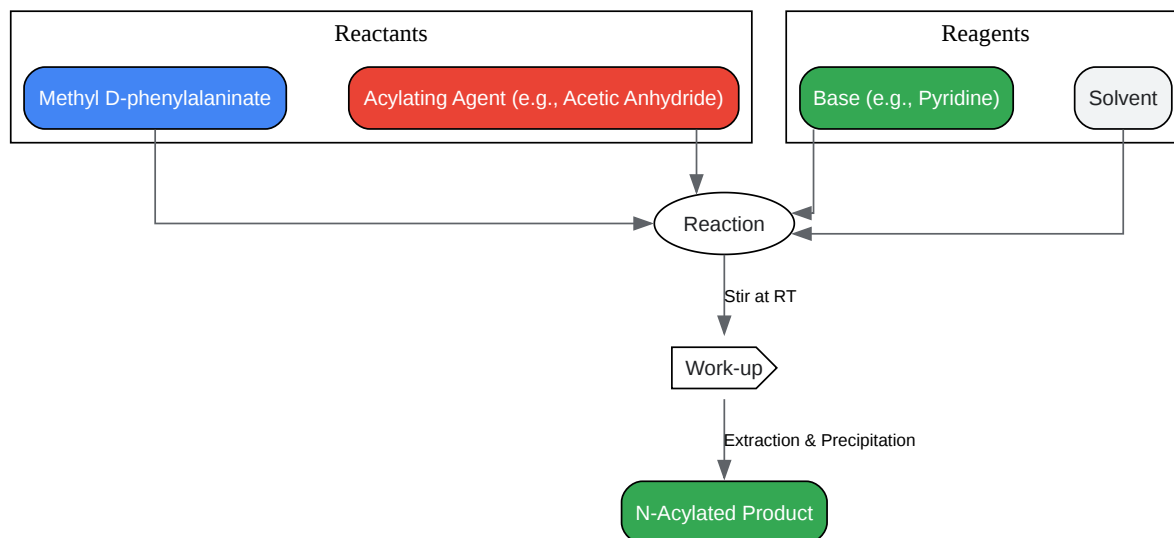 Reactants
Reagents
Methyl D-phenylalaninate
Acylating Agent (e.g., Acetic Anhydride)
Base (e.g., Pyridine)
Solvent
Reaction
Stir at RT
Work-up
Extraction & Precipitation
N-Acylated Product